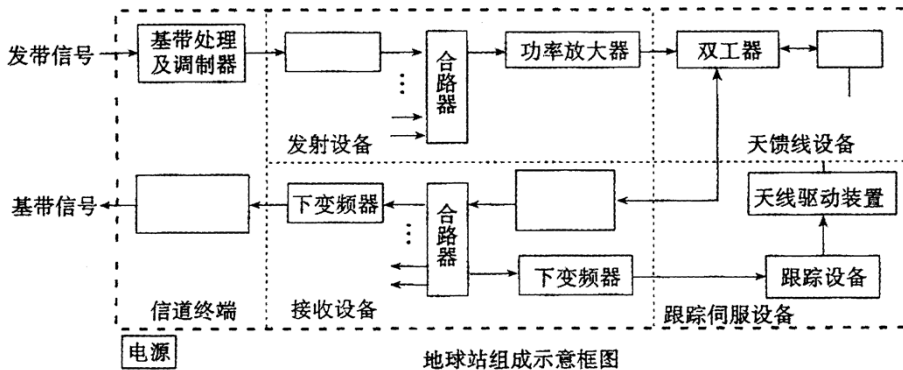 发带信号
基带处理
及调制器
合路器
功率放大器
双工器
发射设备
天馈线设备
基带信号
下变频器
合路器
天线驱动装置
下变频器
跟踪设备
信道终端
接收设备
跟踪伺服设备
电源
地球站组成示意框图